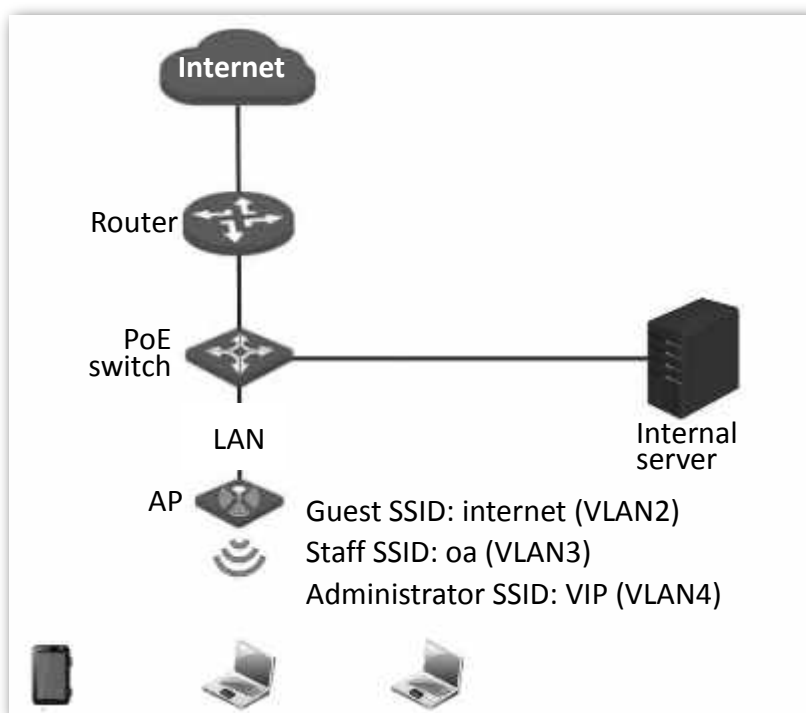 Internet
Router
PoE
switch
Internal
server
LAN
AP
Guest SSID: internet (VLAN2)
Staff SSID: oa (VLAN3)
Administrator SSID: VIP (VLAN4)